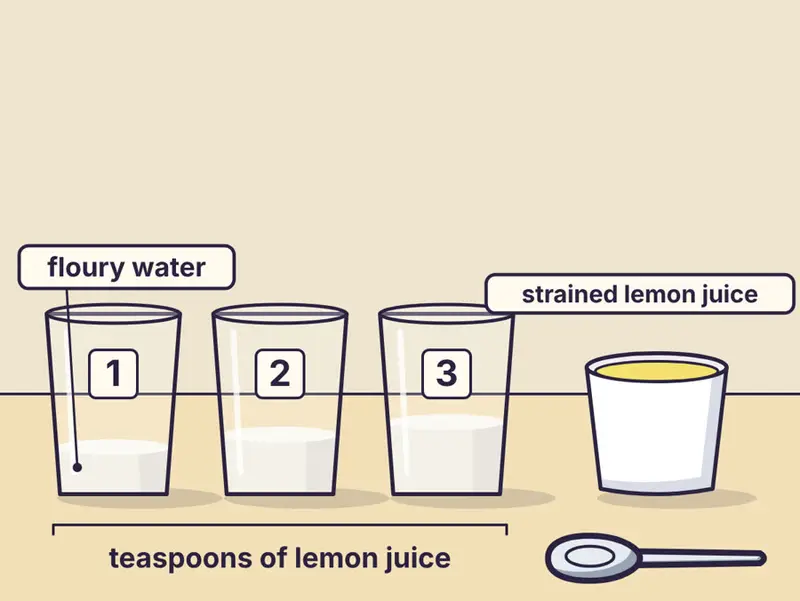 floury water
strained lemon juice
1
2
3
teaspoons of lemon juice